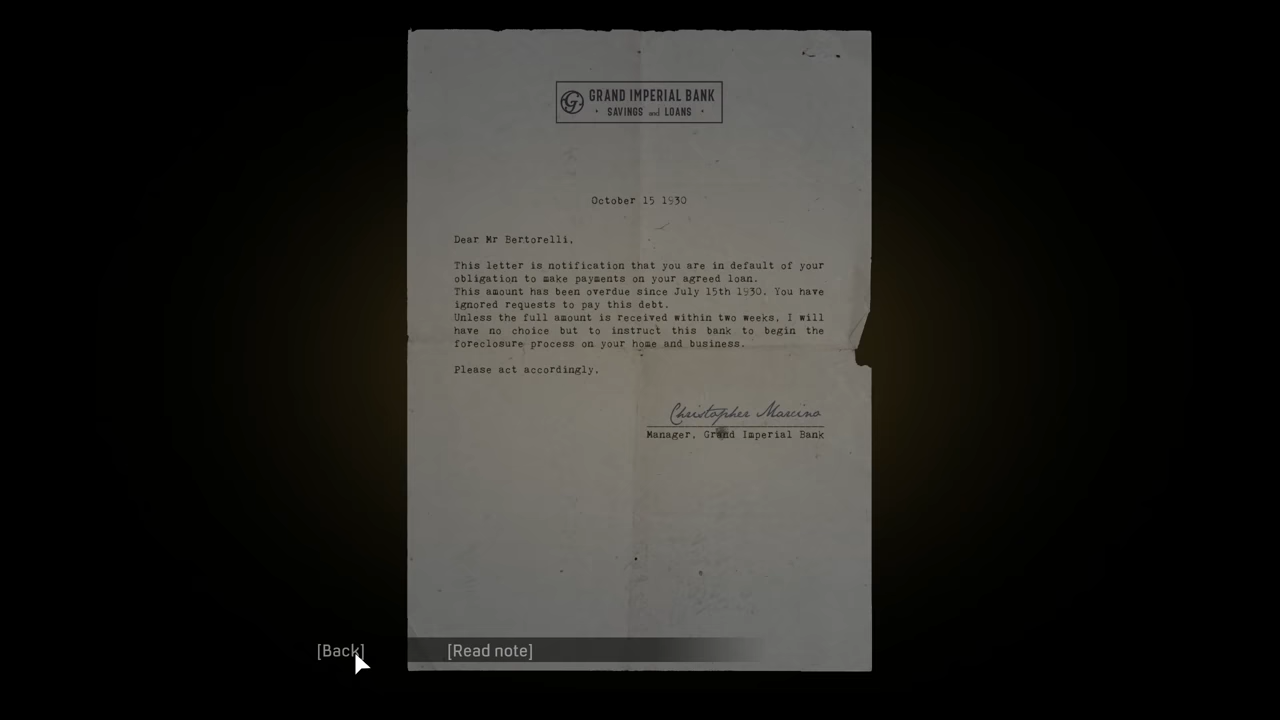 GRAND IMPERIAL BANK
· SAVINGS and LOANS ·
October 15 1930
Dear Mr Bertorelli,
This letter is notification that you are in default of your
obligation to make payments on your agreed loan.
This amount has been overdue since July 15th 1930. You have
ignored requests to pay this debt.
Unless the full amount is received within two weeks, I will
have no choice but to instruct this bank to begin the
foreclosure process on your home and business.
Please act accordingly,
Christopher Marcino
Manager, Grand Imperial Bank
[Back] [Read note]